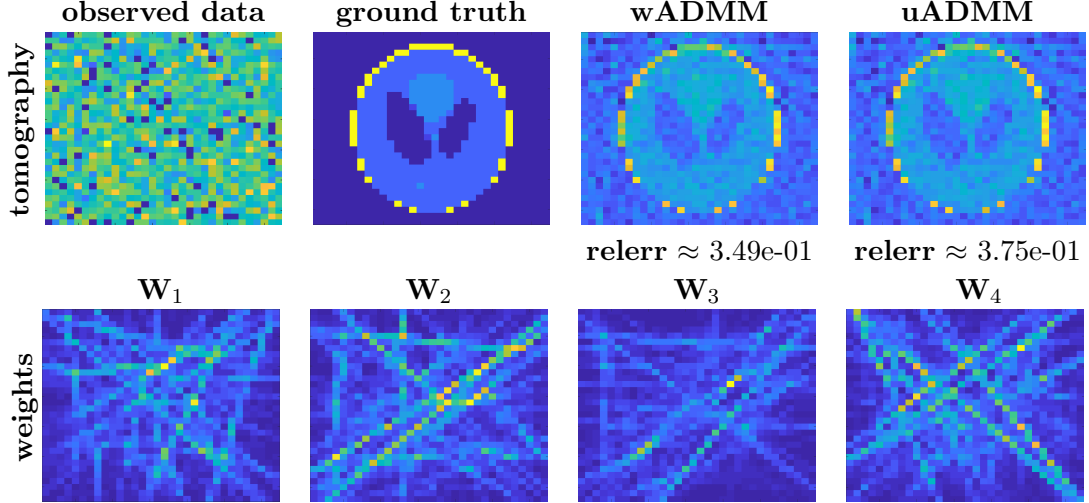 observed data
ground truth
wADMM
uADMM
tomography
relerr ≈ 3.49e-01
relerr ≈ 3.75e-01
W₁
W₂
W₃
W₄
weights